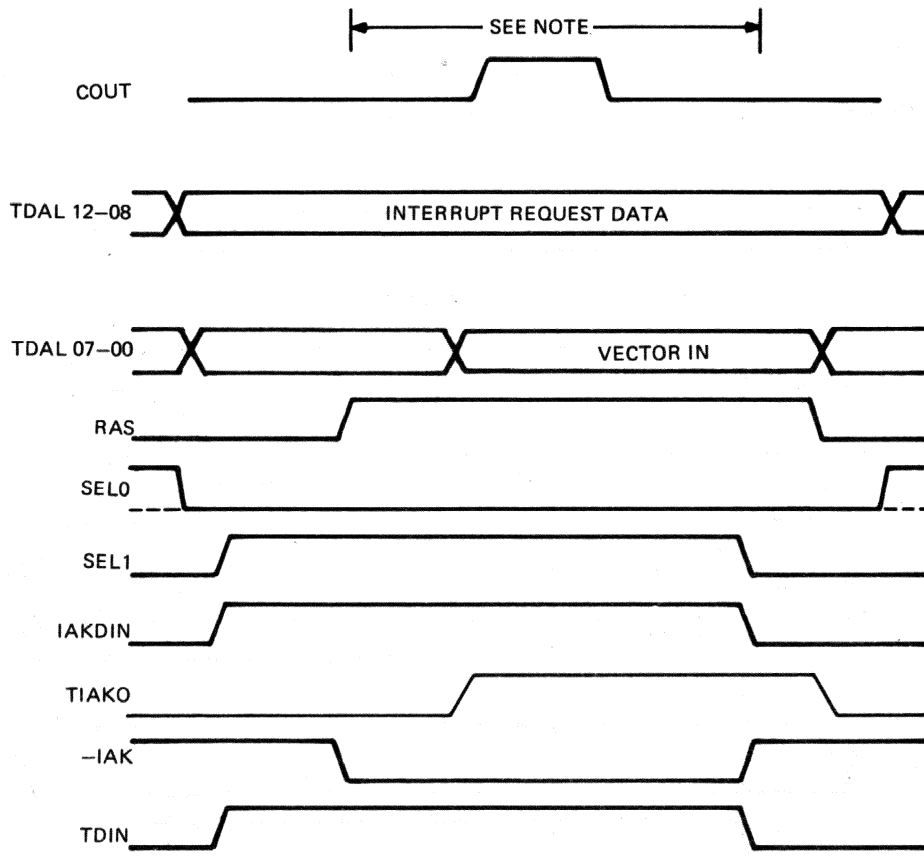 SEE NOTE
COUT
TDAL 12–08
INTERRUPT REQUEST DATA
TDAL 07–00
VECTOR IN
RAS
SEL0
SEL1
IAKDIN
TIAKO
–IAK
TDIN